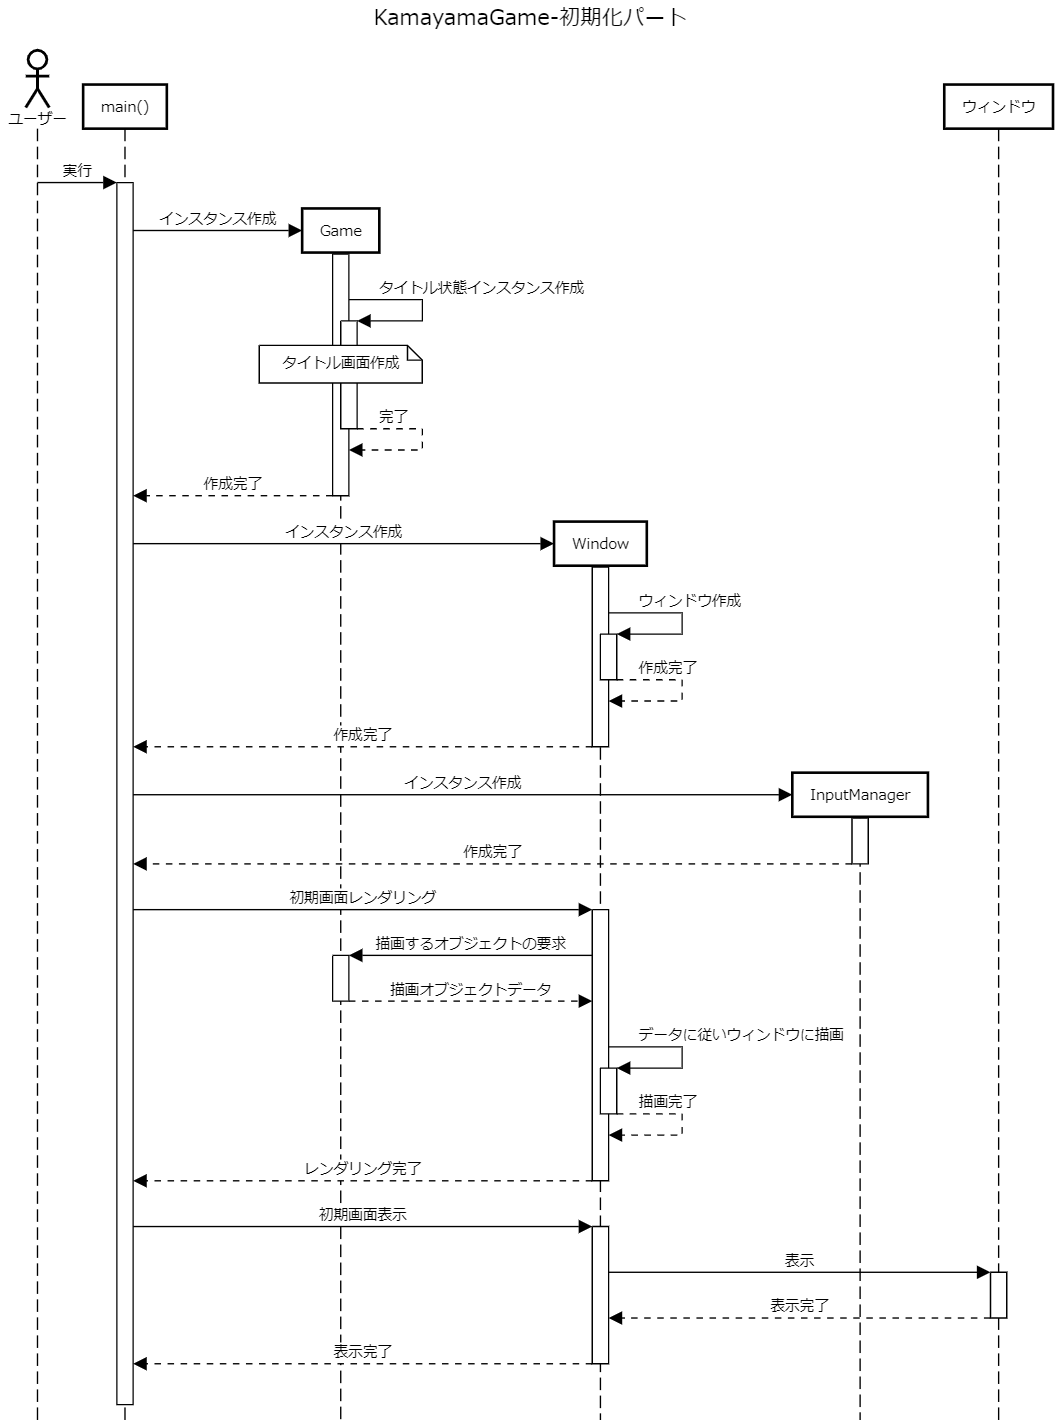 KamayamaGame-初期化パート
ユーザー
main()
ウィンドウ
実行
インスタンス作成
Game
タイトル状態インスタンス作成
タイトル画面作成
完了
作成完了
インスタンス作成
Window
ウィンドウ作成
作成完了
作成完了
インスタンス作成
InputManager
作成完了
初期画面レンダリング
描画するオブジェクトの要求
描画オブジェクトデータ
データに従いウィンドウに描画
描画完了
レンダリング完了
初期画面表示
表示
表示完了
表示完了